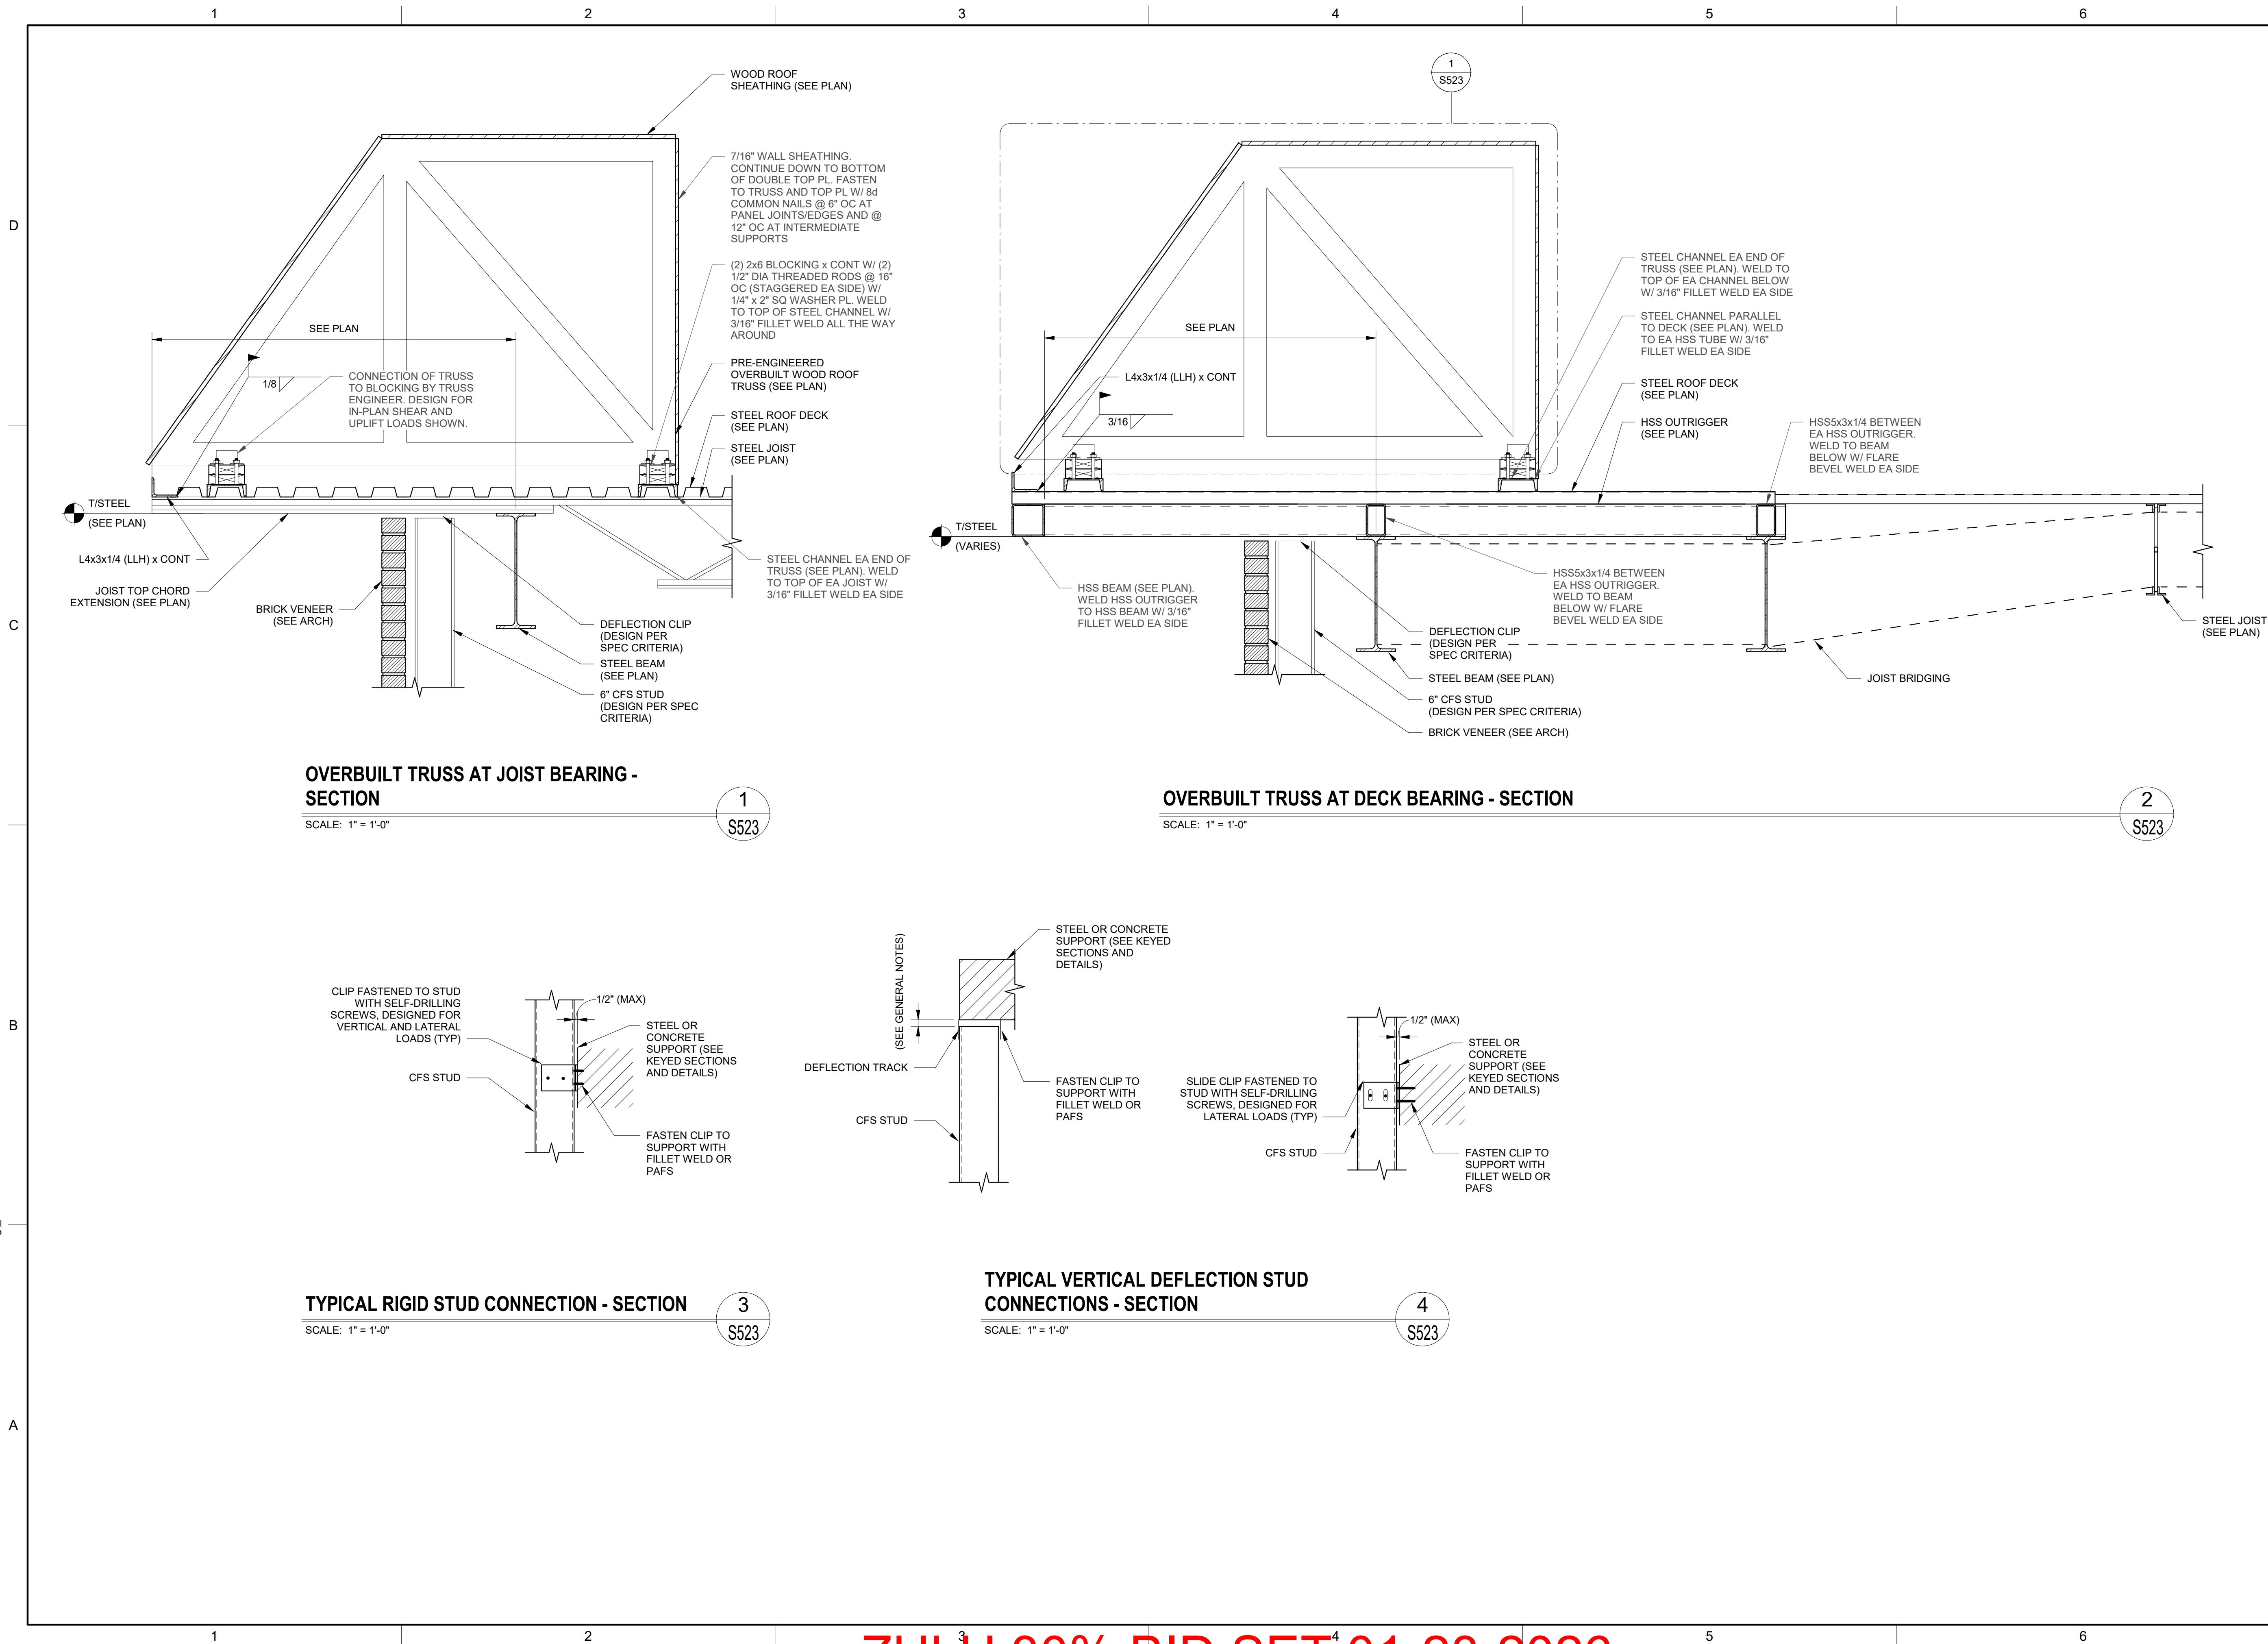 1
2
3
4
5
6
D
C
B
A
WOOD ROOF
SHEATHING (SEE PLAN)
7/16" WALL SHEATHING.
CONTINUE DOWN TO BOTTOM
OF DOUBLE TOP PL. FASTEN
TO TRUSS AND TOP PL W/ 8d
COMMON NAILS @ 6" OC AT
PANEL JOINTS/EDGES AND @
12" OC AT INTERMEDIATE
SUPPORTS
(2) 2x6 BLOCKING x CONT W/ (2)
1/2" DIA THREADED RODS @ 16"
OC (STAGGERED EA SIDE) W/
1/4" x 2" SQ WASHER PL. WELD
TO TOP OF STEEL CHANNEL W/
3/16" FILLET WELD ALL THE WAY
AROUND
SEE PLAN
1/8
CONNECTION OF TRUSS
TO BLOCKING BY TRUSS
ENGINEER. DESIGN FOR
IN-PLAN SHEAR AND
UPLIFT LOADS SHOWN.
PRE-ENGINEERED
OVERBUILT WOOD ROOF
TRUSS (SEE PLAN)
STEEL ROOF DECK
(SEE PLAN)
STEEL JOIST
(SEE PLAN)
T/STEEL
(SEE PLAN)
L4x3x1/4 (LLH) x CONT
JOIST TOP CHORD
EXTENSION (SEE PLAN)
BRICK VENEER
(SEE ARCH)
STEEL CHANNEL EA END OF
TRUSS (SEE PLAN). WELD
TO TOP OF EA JOIST W/
3/16" FILLET WELD EA SIDE
DEFLECTION CLIP
(DESIGN PER
SPEC CRITERIA)
STEEL BEAM
(SEE PLAN)
6" CFS STUD
(DESIGN PER SPEC
CRITERIA)
OVERBUILT TRUSS AT JOIST BEARING -
SECTION
SCALE: 1" = 1'-0"
1
S523
1
S523
STEEL CHANNEL EA END OF
TRUSS (SEE PLAN). WELD TO
TOP OF EA CHANNEL BELOW
W/ 3/16" FILLET WELD EA SIDE
STEEL CHANNEL PARALLEL
TO DECK (SEE PLAN). WELD
TO EA HSS TUBE W/ 3/16"
FILLET WELD EA SIDE
SEE PLAN
L4x3x1/4 (LLH) x CONT
3/16
STEEL ROOF DECK
(SEE PLAN)
HSS OUTRIGGER
(SEE PLAN)
HSS5x3x1/4 BETWEEN
EA HSS OUTRIGGER.
WELD TO BEAM
BELOW W/ FLARE
BEVEL WELD EA SIDE
T/STEEL
(VARIES)
HSS BEAM (SEE PLAN).
WELD HSS OUTRIGGER
TO HSS BEAM W/ 3/16"
FILLET WELD EA SIDE
HSS5x3x1/4 BETWEEN
EA HSS OUTRIGGER.
WELD TO BEAM
BELOW W/ FLARE
BEVEL WELD EA SIDE
DEFLECTION CLIP
(DESIGN PER
SPEC CRITERIA)
STEEL BEAM (SEE PLAN)
6" CFS STUD
(DESIGN PER SPEC CRITERIA)
BRICK VENEER (SEE ARCH)
STEEL JOIST
(SEE PLAN)
JOIST BRIDGING
OVERBUILT TRUSS AT DECK BEARING - SECTION
SCALE: 1" = 1'-0"
2
S523
CLIP FASTENED TO STUD
WITH SELF-DRILLING
SCREWS, DESIGNED FOR
VERTICAL AND LATERAL
LOADS (TYP)
CFS STUD
1/2" (MAX)
STEEL OR
CONCRETE
SUPPORT (SEE
KEYED SECTIONS
AND DETAILS)
FASTEN CLIP TO
SUPPORT WITH
FILLET WELD OR
PAFS
TYPICAL RIGID STUD CONNECTION - SECTION
SCALE: 1" = 1'-0"
3
S523
(SEE GENERAL NOTES)
STEEL OR CONCRETE
SUPPORT (SEE KEYED
SECTIONS AND
DETAILS)
DEFLECTION TRACK
CFS STUD
FASTEN CLIP TO
SUPPORT WITH
FILLET WELD OR
PAFS
SLIDE CLIP FASTENED TO
STUD WITH SELF-DRILLING
SCREWS, DESIGNED FOR
LATERAL LOADS (TYP)
CFS STUD
1/2" (MAX)
STEEL OR
CONCRETE
SUPPORT (SEE
KEYED SECTIONS
AND DETAILS)
FASTEN CLIP TO
SUPPORT WITH
FILLET WELD OR
PAFS
TYPICAL VERTICAL DEFLECTION STUD
CONNECTIONS - SECTION
SCALE: 1" = 1'-0"
4
S523
1
2
3
4
5
6
BID SET